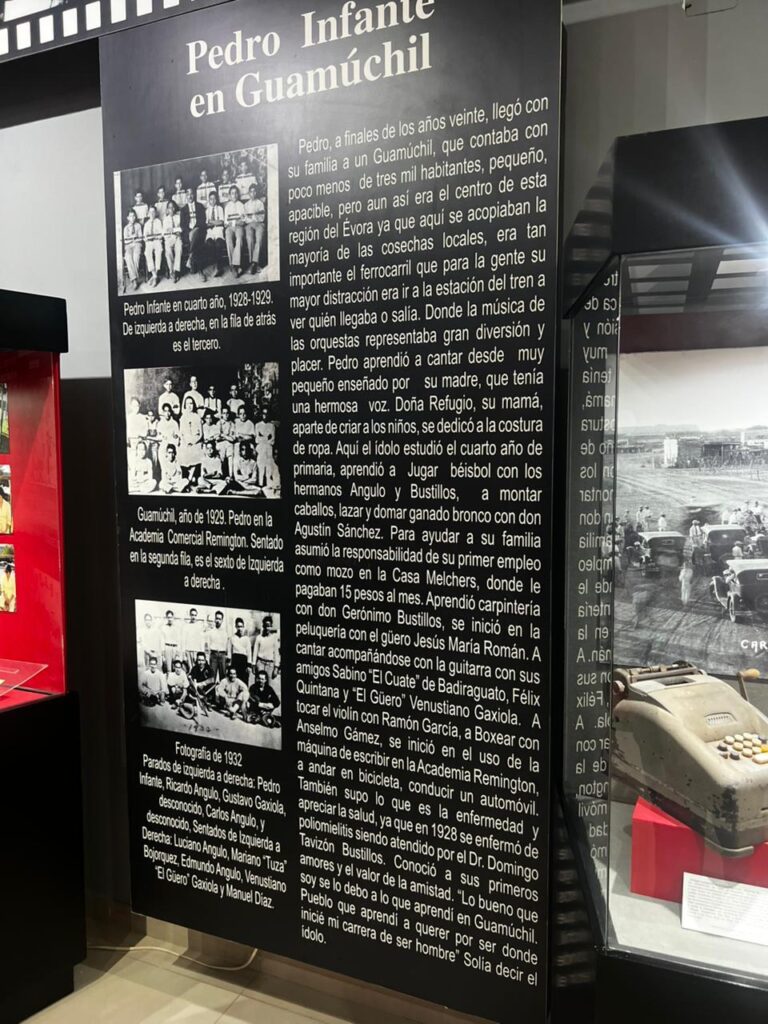 Pedro Infante
en Guamúchil
Pedro Infante en cuarto año, 1928-1929.
De izquierda a derecha, en la fila de atrás
es el tercero.
Guamúchil, año de 1929. Pedro en la
Academia Comercial Remington. Sentado
en la segunda fila, es el sexto de Izquierda
a derecha .
1932
Fotografía de 1932
Parados de izquierda a derecha: Pedro
Infante, Ricardo Angulo, Gustavo Gaxiola,
desconocido, Carlos Angulo, y
desconocido, Sentados de Izquierda a
Derecha: Luciano Angulo, Mariano "Tuza"
Bojorquez, Edmundo Angulo, Venustiano
"El Güero" Gaxiola y Manuel Díaz.
Pedro, a finales de los años veinte, llegó con
su familia a un Guamúchil, que contaba con
poco menos de tres mil habitantes, pequeño,
apacible, pero aun así era el centro de esta
región del Évora ya que aquí se acopiaban la
mayoría de las cosechas locales, era tan
importante el ferrocarril que para la gente su
mayor distracción era ir a la estación del tren a
ver quién llegaba o salía. Donde la música de
las orquestas representaba gran diversión y
placer. Pedro aprendió a cantar desde muy
pequeño enseñado por su madre, que tenía
una hermosa voz. Doña Refugio, su mamá,
aparte de criar a los niños, se dedicó a la costura
de ropa. Aquí el ídolo estudió el cuarto año de
primaria, aprendió a Jugar béisbol con los
hermanos Angulo y Bustillos, a montar
caballos, lazar y domar ganado bronco con don
Agustín Sánchez. Para ayudar a su familia
asumió la responsabilidad de su primer empleo
como mozo en la Casa Melchers, donde le
pagaban 15 pesos al mes. Aprendió carpintería
con don Gerónimo Bustillos, se inició en la
peluquería con el güero Jesús María Román. A
cantar acompañándose con la guitarra con sus
amigos Sabino "El Cuate" de Badiraguato, Félix
Quintana y "El Güero" Venustiano Gaxiola. A
tocar el violin con Ramón García, a Boxear con
Anselmo Gámez, se inició en el uso de la
máquina de escribir en la Academia Remington,
a andar en bicicleta, conducir un automóvil.
También supo lo que es la enfermedad y
apreciar la salud, ya que en 1928 se enfermó de
poliomielitis siendo atendido por el Dr. Domingo
Tavizón Bustillos. Conoció a sus primeros
amores y el valor de la amistad. "Lo bueno que
soy se lo debo a lo que aprendí en Guamúchil.
Pueblo que aprendí a querer por ser donde
inicié mi carrera de ser hombre" Solía decir el
ídolo.
CAR